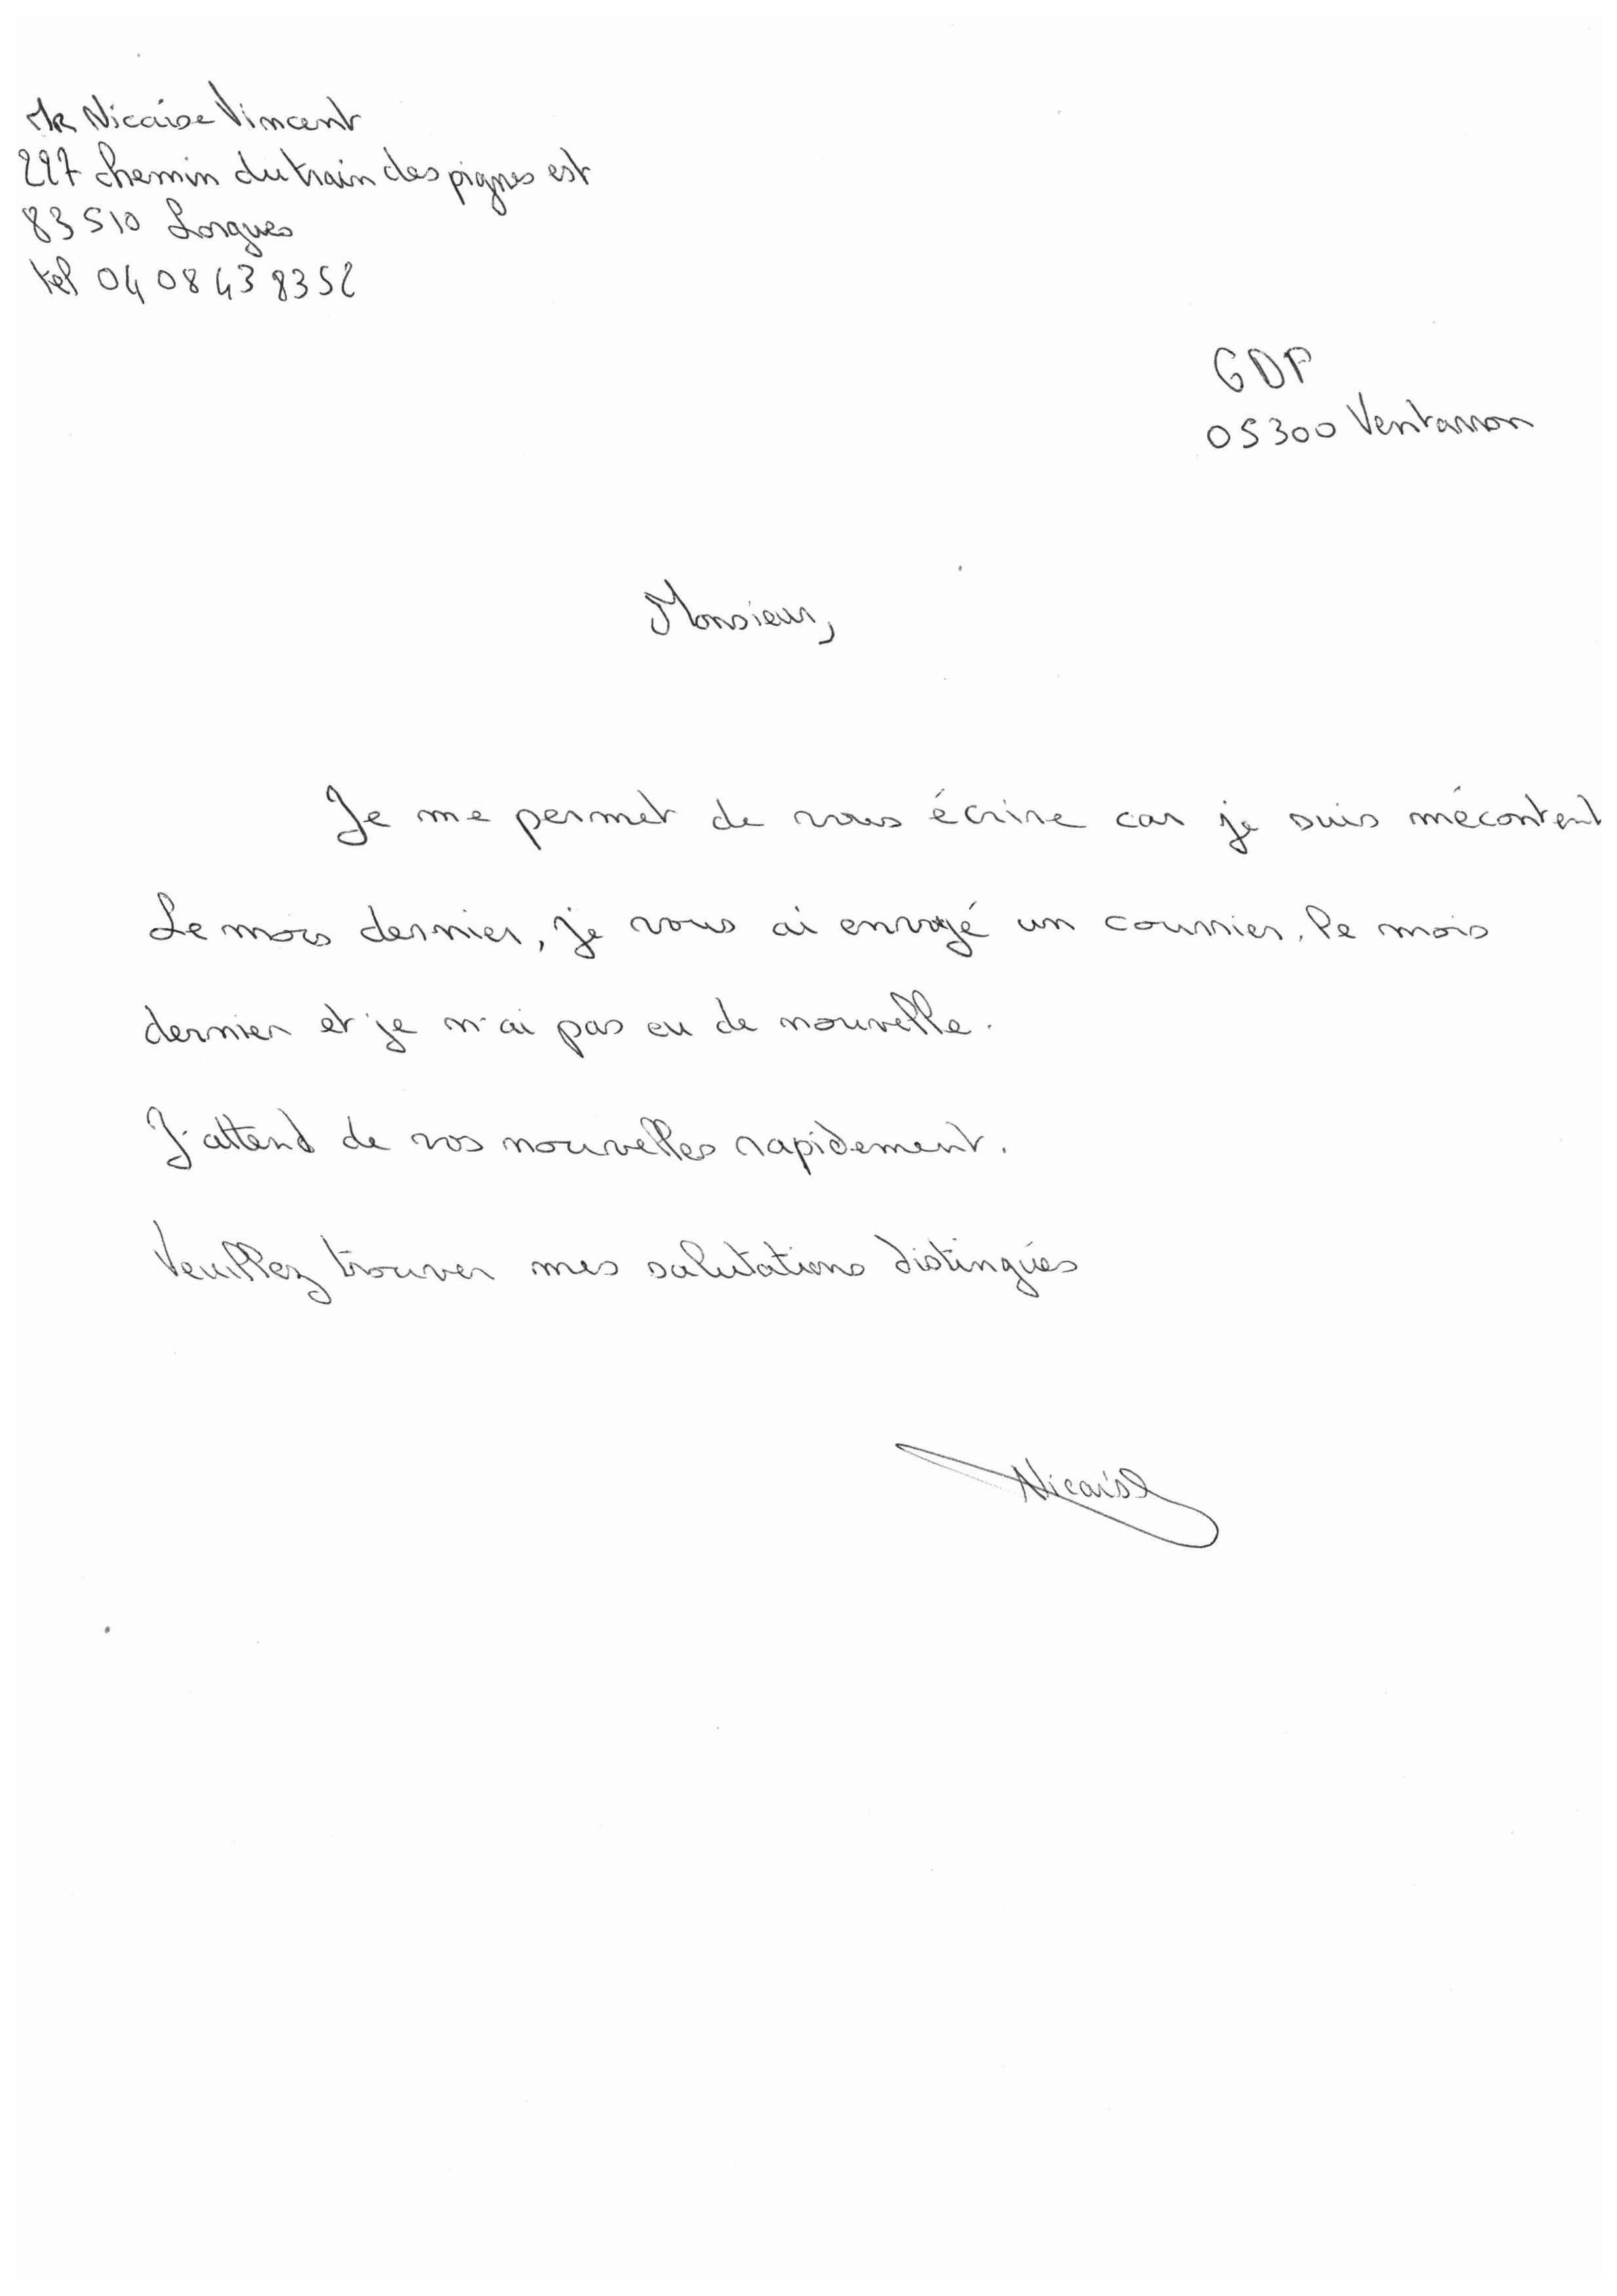 Mr Nicaise Vincent
227 chemin du train des pignes est
83510 Lorgues
tel 04 08 43 83 52
GDP
05300 Ventavon
Monsieur,
Je me permet de vous écrire car je suis mécontent
Le mois dernier, je vous ai envoyé un courrier. le mois
dernier et je n'ai pas eu de nouvelle.
J'attend de vos nouvelles rapidement.
Veuillez trouver mes salutations distingués
Nicaise